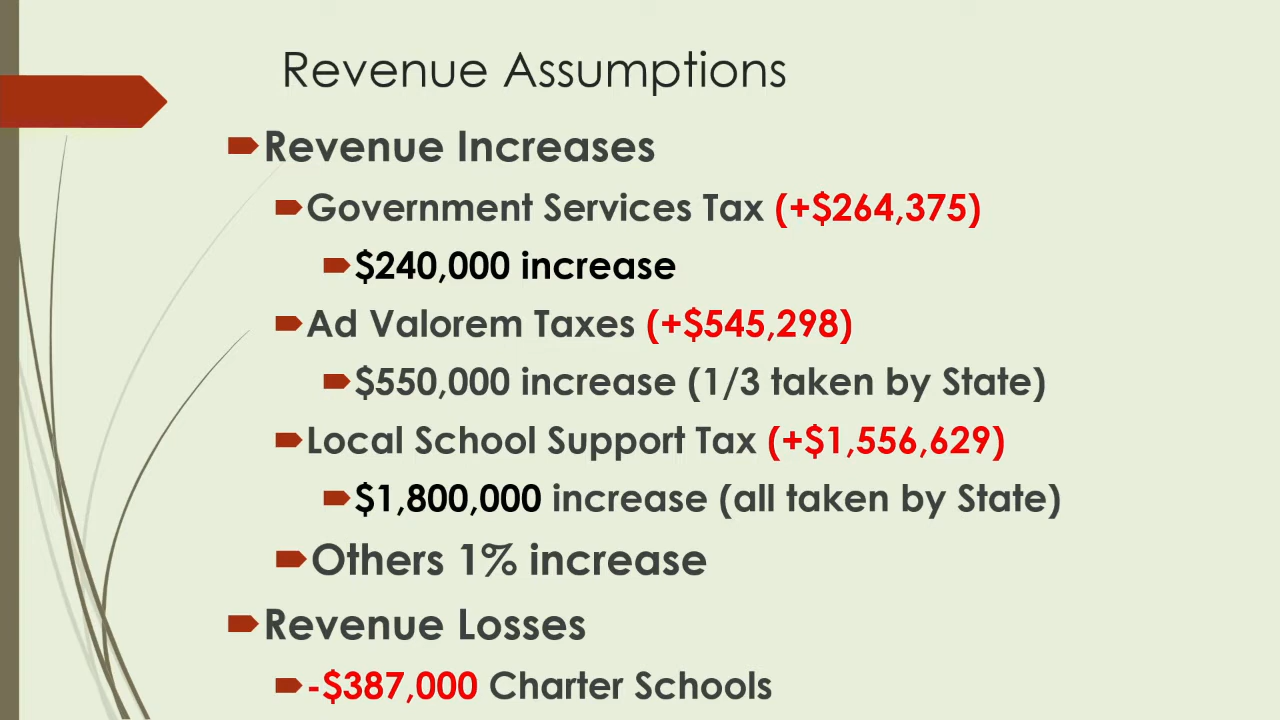 Revenue Assumptions
Revenue Increases
Government Services Tax (+$264,375)
$240,000 increase
Ad Valorem Taxes (+$545,298)
$550,000 increase (1/3 taken by State)
Local School Support Tax (+$1,556,629)
$1,800,000 increase (all taken by State)
Others 1% increase
Revenue Losses
-$387,000 Charter Schools